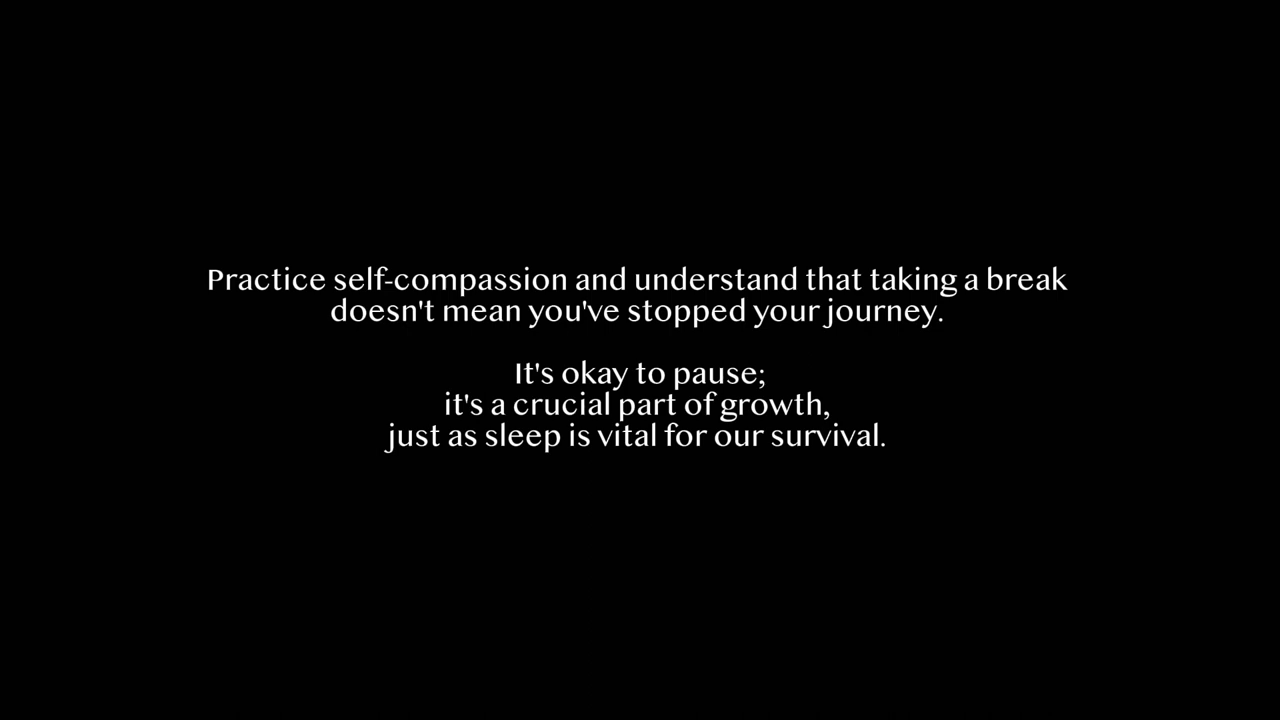 Practice self-compassion and understand that taking a break
doesn't mean you've stopped your journey.
It's okay to pause;
it's a crucial part of growth,
just as sleep is vital for our survival.